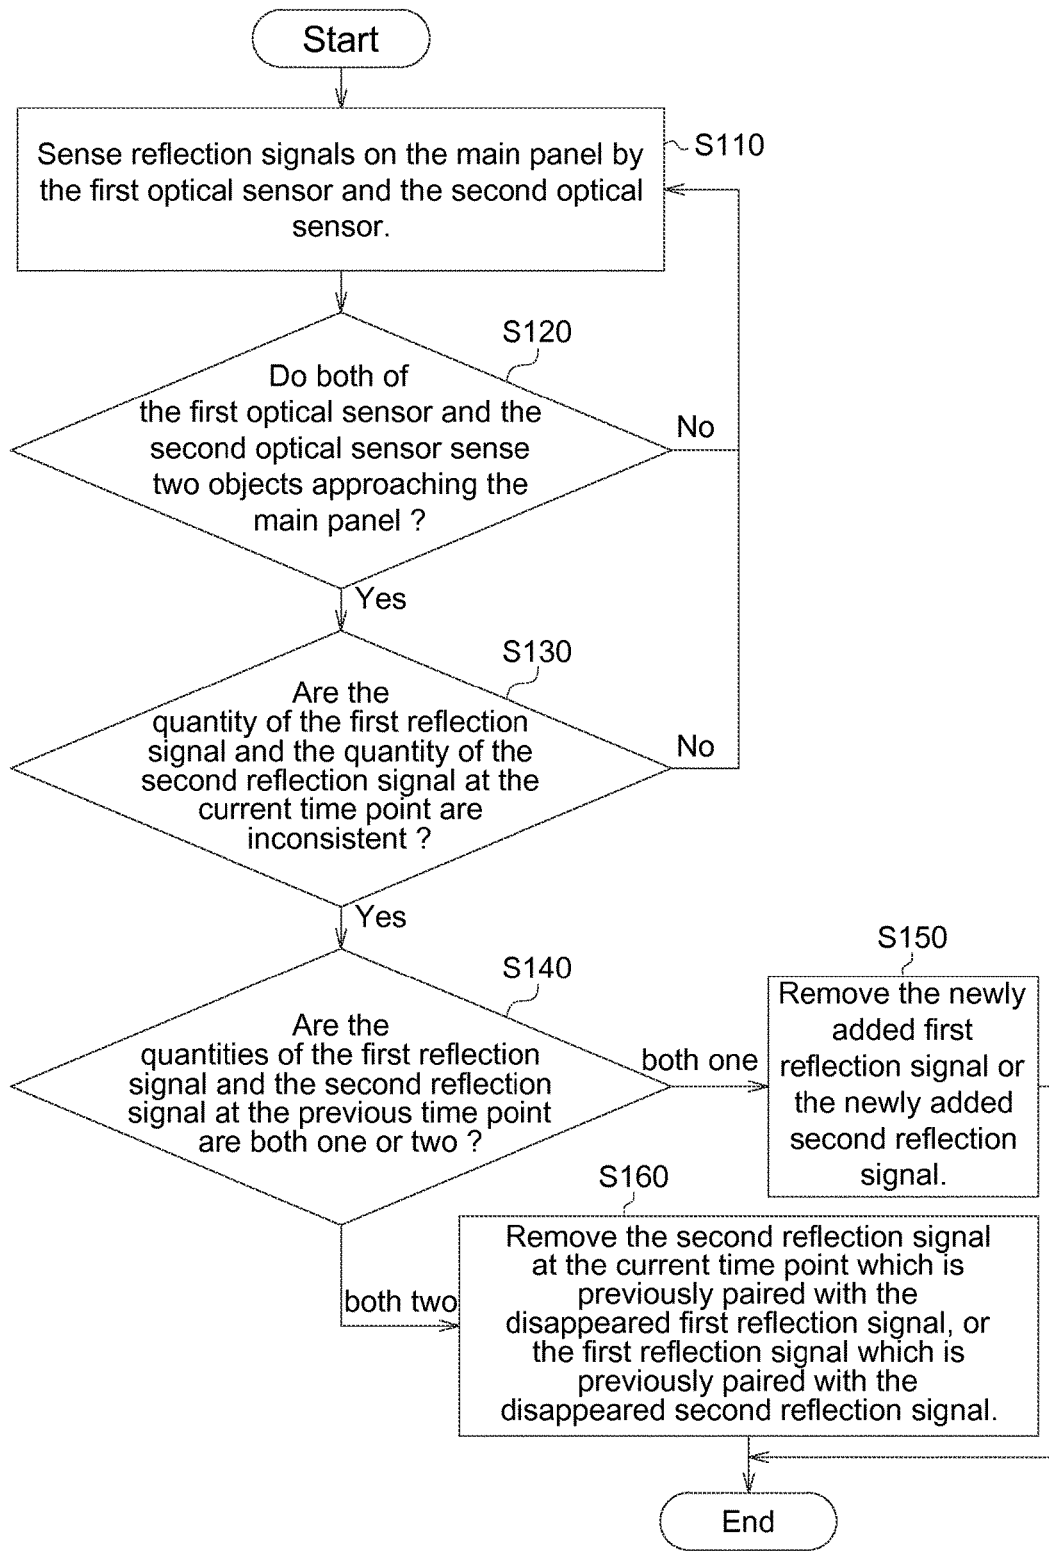 Start
S110
Sense reflection signals on the main panel by
the first optical sensor and the second optical
sensor.
S120
Do both of
the first optical sensor and the
second optical sensor sense
two objects approaching the
main panel ?
No
Yes
S130
Are the
quantity of the first reflection
signal and the quantity of the
second reflection signal at the
current time point are
inconsistent ?
No
Yes
S140
Are the
quantities of the first reflection
signal and the second reflection
signal at the previous time point
are both one or two ?
both one
S150
Remove the newly
added first
reflection signal or
the newly added
second reflection
signal.
both two
S160
Remove the second reflection signal
at the current time point which is
previously paired with the
disappeared first reflection signal, or
the first reflection signal which is
previously paired with the
disappeared second reflection signal.
End